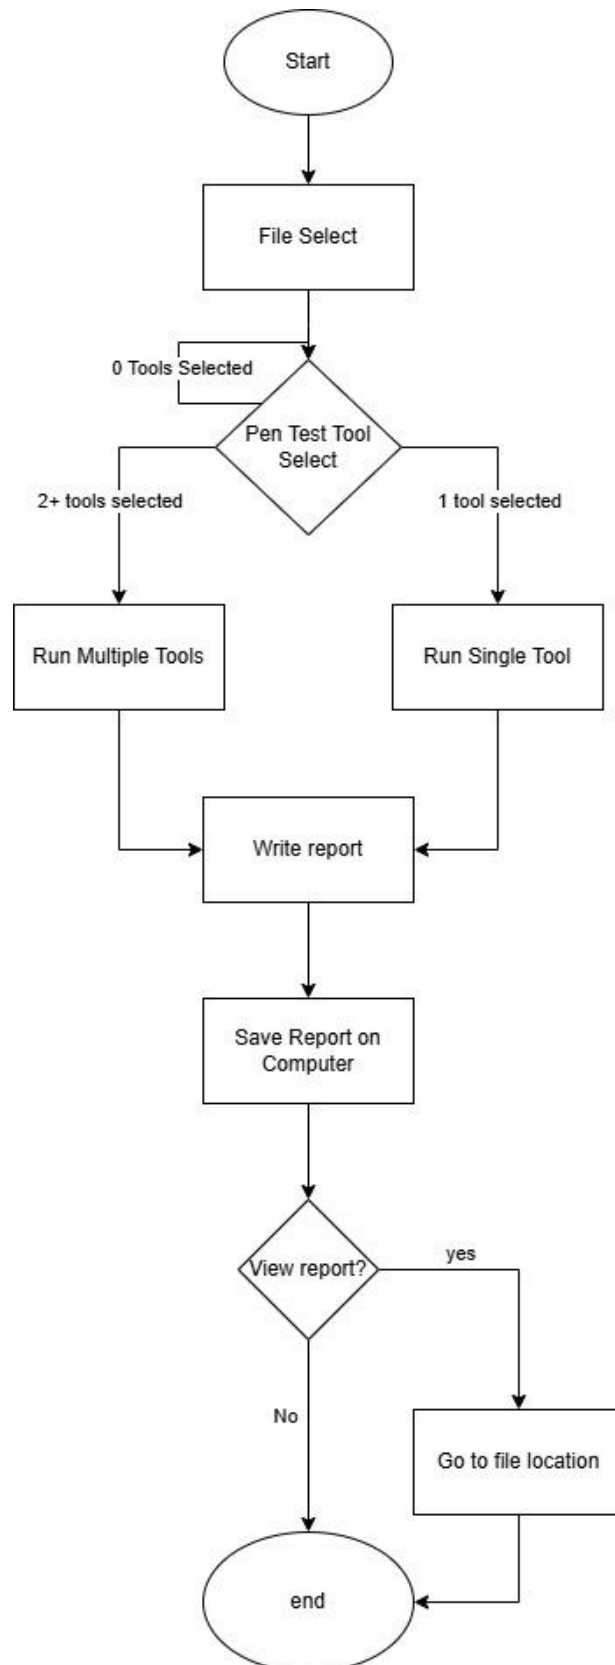 Start
File Select
0 Tools Selected
Pen Test Tool
Select
2+ tools selected
1 tool selected
Run Multiple Tools
Run Single Tool
Write report
Save Report on
Computer
View report?
yes
No
Go to file location
end